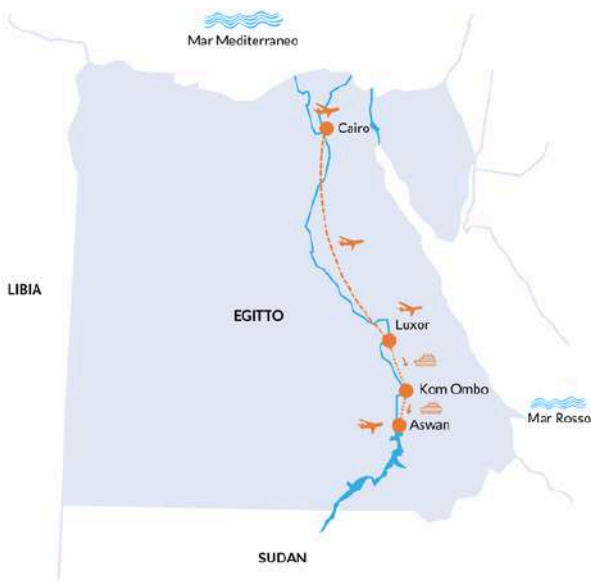 Mar Mediterraneo
Cairo
LIBIA
EGITTO
Luxor
Kom Ombo
Mar Rosso
Aswan
SUDAN